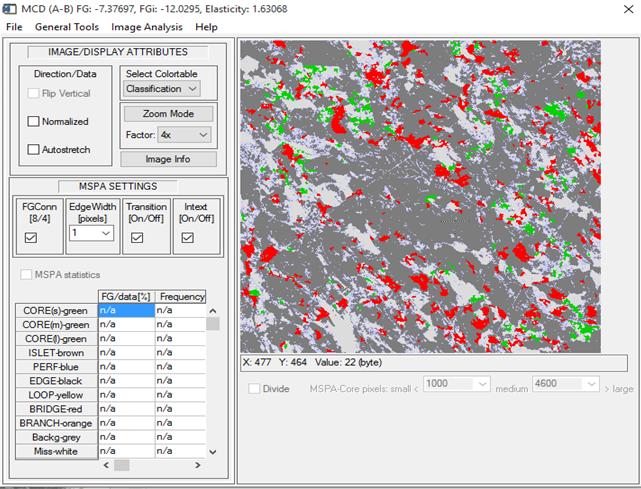 MCD (A-B) FG: -7.37697, FGi: -12.0295, Elasticity: 1.63068
File General Tools Image Analysis Help
IMAGE/DISPLAY ATTRIBUTES
Direction/Data
Flip Vertical
Normalized
Autostretch
Select Colortable
Classification
Zoom Mode
Factor: 4x
Image Info
MSPA SETTINGS
FGConn [8/4]
EdgeWidth [pixels]
1
Transition [On/Off]
Intext [On/Off]
MSPA statistics
FG/data[%] Frequency
CORE(s)-green n/a n/a
CORE(m)-green n/a n/a
CORE(l)-green n/a n/a
ISLET-brown n/a n/a
PERF-blue n/a n/a
EDGE-black n/a n/a
LOOP-yellow n/a n/a
BRIDGE-red n/a n/a
BRANCH-orange n/a n/a
Backg-grey n/a n/a
Miss-white n/a n/a
X: 477 Y: 464 Value: 22 (byte)
Divide MSPA-Core pixels: small < 1000 medium 4600 > large